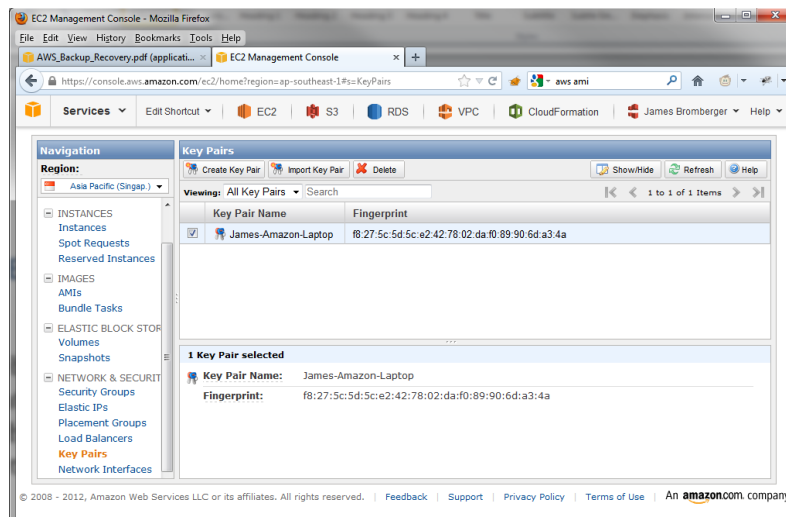 EC2 Management Console - Mozilla Firefox
File Edit View History Bookmarks Tools Help
AWS_Backup_Recovery.pdf (applicati... × EC2 Management Console × +
https://console.aws.amazon.com/ec2/home?region=ap-southeast-1#s=KeyPairs aws ami
Services Edit Shortcut EC2 S3 RDS VPC CloudFormation James Bromberger Help
Navigation
Region:
Asia Pacific (Singap.)
INSTANCES
Instances
Spot Requests
Reserved Instances
IMAGES
AMIs
Bundle Tasks
ELASTIC BLOCK STOR
Volumes
Snapshots
NETWORK & SECURIT
Security Groups
Elastic IPs
Placement Groups
Load Balancers
Key Pairs
Network Interfaces
Key Pairs
Create Key Pair Import Key Pair Delete Show/Hide Refresh Help
Viewing: All Key Pairs Search 1 to 1 of 1 Items
Key Pair Name Fingerprint
James-Amazon-Laptop f8:27:5c:5d:5c:e2:42:78:02:da:f0:89:90:6d:a3:4a
1 Key Pair selected
Key Pair Name: James-Amazon-Laptop
Fingerprint: f8:27:5c:5d:5c:e2:42:78:02:da:f0:89:90:6d:a3:4a
© 2008 - 2012, Amazon Web Services LLC or its affiliates. All rights reserved. | Feedback | Support | Privacy Policy | Terms of Use | An amazon.com. company